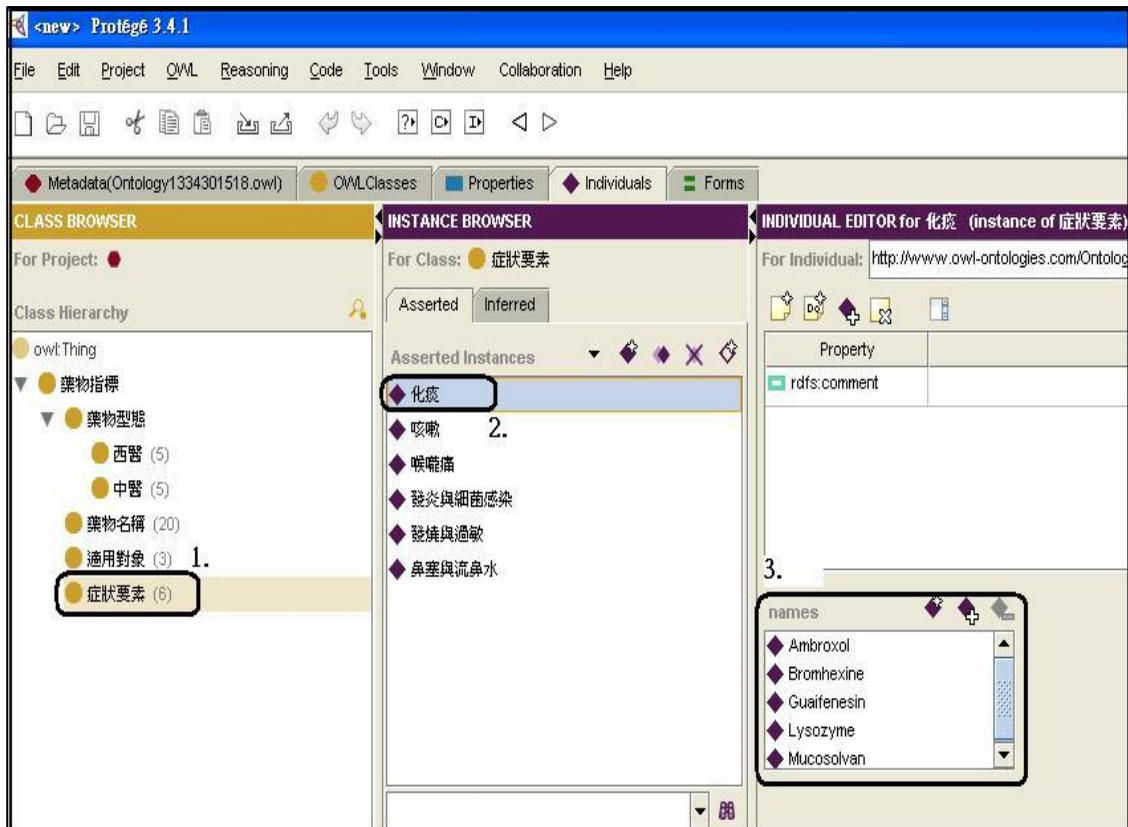 <new> Protégé 3.4.1
File Edit Project OWL Reasoning Code Tools Window Collaboration Help
Metadata(Ontology1334301518.owl) OWLClasses Properties Individuals Forms
CLASS BROWSER
For Project:
Class Hierarchy
owl:Thing
藥物指標
藥物型態
西醫 (5)
中醫 (5)
藥物名稱 (20)
適用對象 (3) 1.
症狀要素 (6)
INSTANCE BROWSER
For Class: 症狀要素
Asserted Inferred
Asserted Instances
化痰
咳嗽 2.
喉嚨痛
發炎與細菌感染
發燒與過敏
鼻塞與流鼻水
INDIVIDUAL EDITOR for 化痰 (instance of 症狀要素)
For Individual: http://www.owl-ontologies.com/Ontolog
Property
rdfs:comment
3.
names
Ambroxol
Bromhexine
Guaifenesin
Lysozyme
Mucosolvan